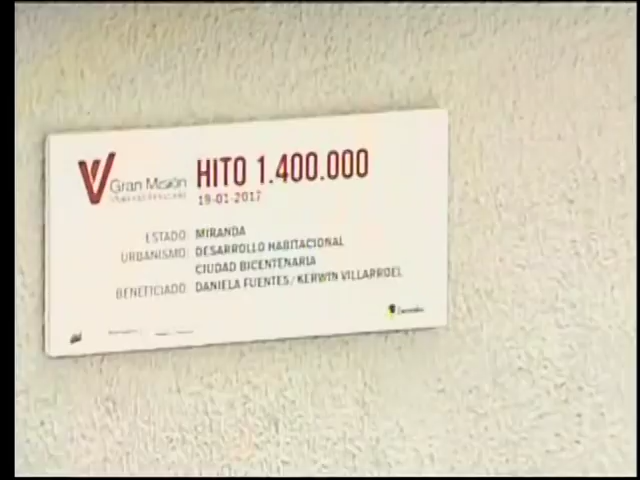 Gran Misión
HITO 1.400.000
19-01-2017
ESTADO MIRANDA
URBANISMO DESARROLLO HABITACIONAL
CIUDAD BICENTENARIA
BENEFICIADO DANIELA FUENTES/KERWIN VILLARROEL